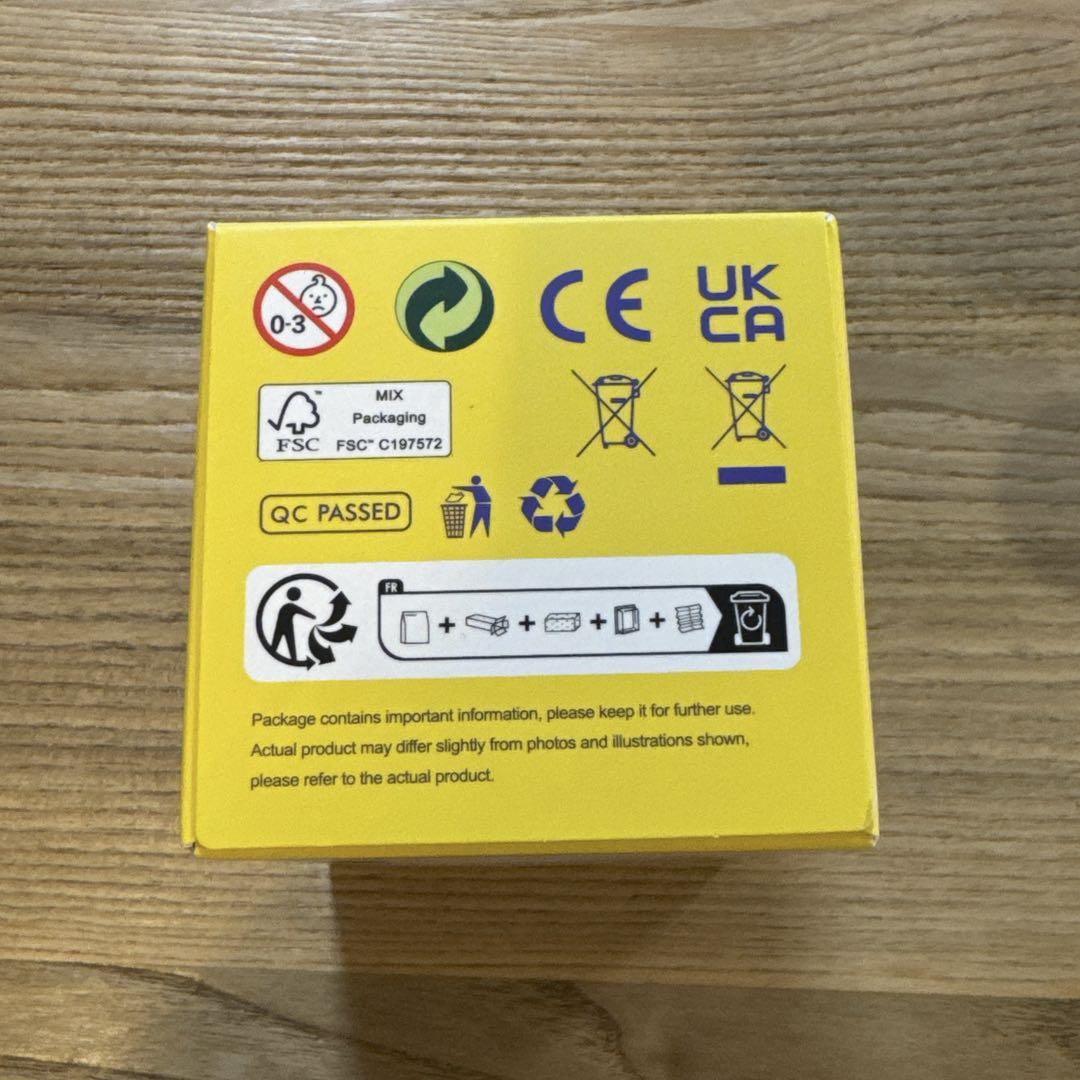 0-3
CE
UK
CA
MIX
Packaging
FSC™ C197572
FSC
QC PASSED
FR
Package contains important information, please keep it for further use.
Actual product may differ slightly from photos and illustrations shown,
please refer to the actual product.